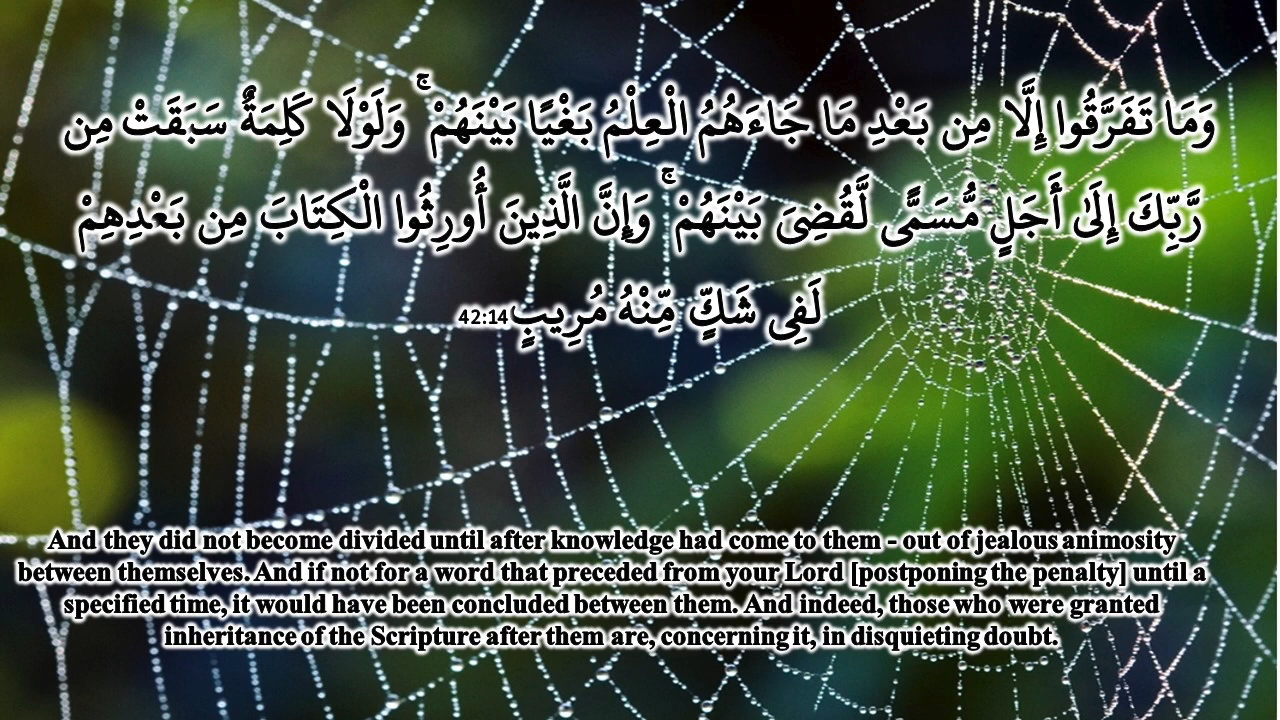 وَمَا تَفَرَّقُوا إِلَّا مِن بَعْدِ مَا جَاءَهُمُ الْعِلْمُ بَغْيًا بَيْنَهُمْ ۚ وَلَوْلَا كَلِمَةٌ سَبَقَتْ مِن
رَّبِّكَ إِلَىٰ أَجَلٍ مُّسَمًّى لَّقُضِيَ بَيْنَهُمْ ۚ وَإِنَّ الَّذِينَ أُورِثُوا الْكِتَابَ مِن بَعْدِهِمْ
لَفِي شَكٍّ مِّنْهُ مُرِيبٍ42:14
And they did not become divided until after knowledge had come to them - out of jealous animosity
between themselves. And if not for a word that preceded from your Lord [postponing the penalty] until a
specified time, it would have been concluded between them. And indeed, those who were granted
inheritance of the Scripture after them are, concerning it, in disquieting doubt.